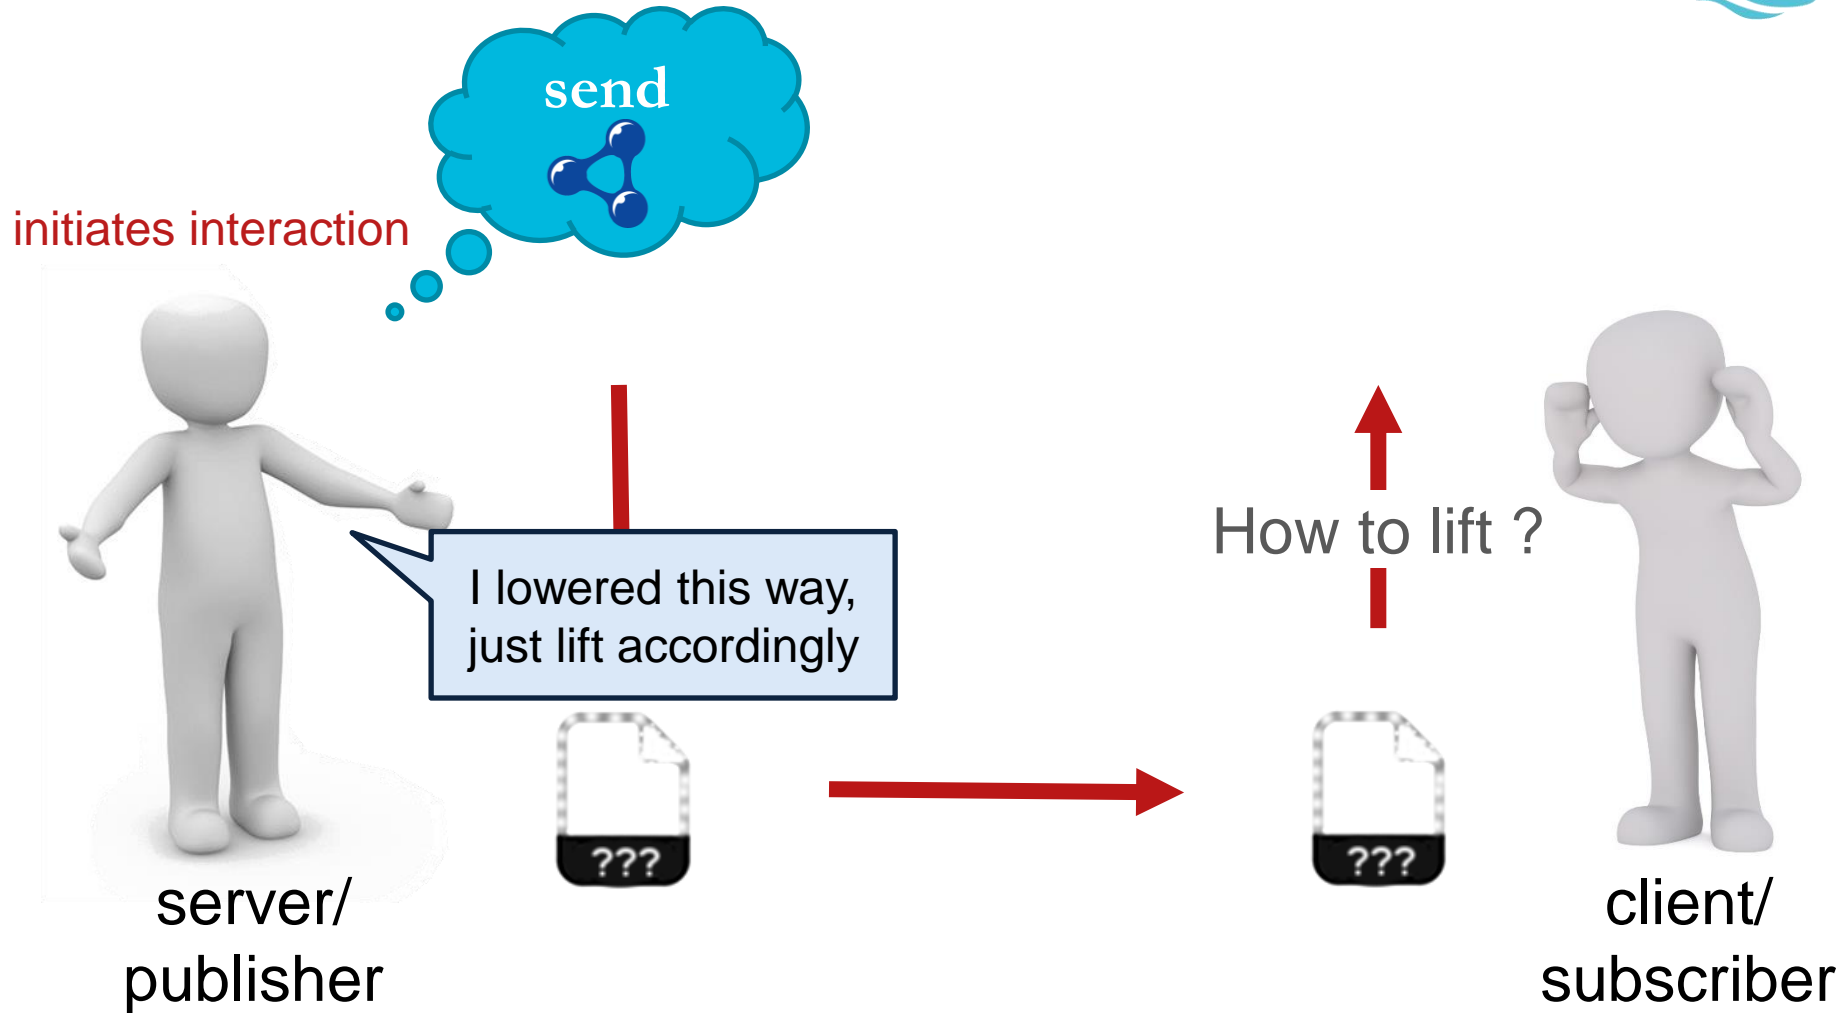 send
initiates interaction
How to lift ?
I lowered this way,
just lift accordingly
???
???
server/
publisher
client/
subscriber